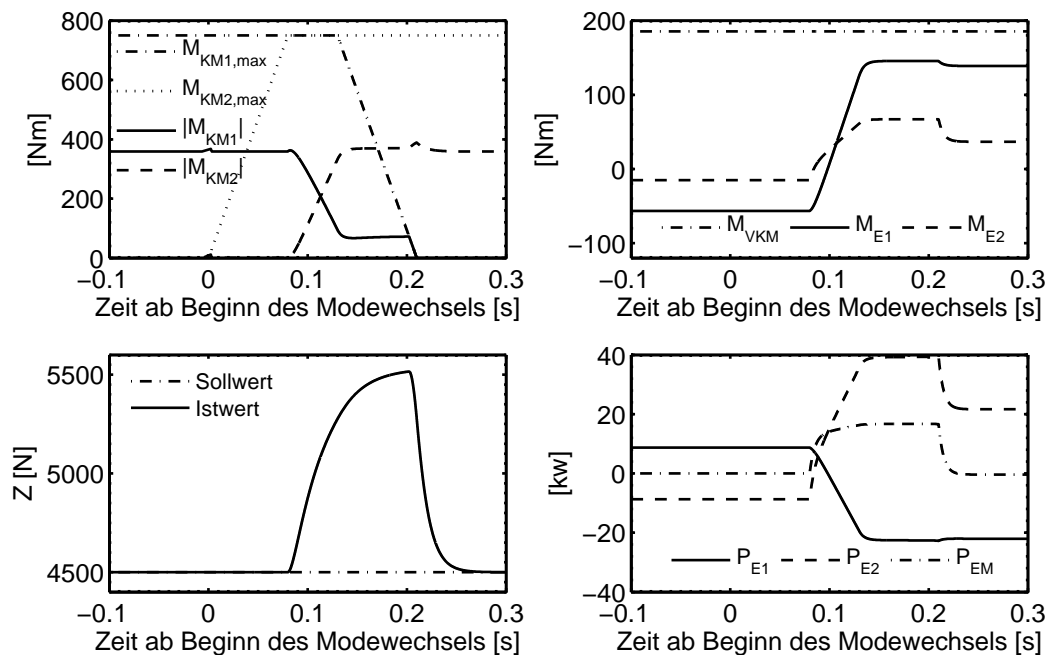 800
600
400
200
0
[Nm]
M_KM1,max
M_KM2,max
|M_KM1|
|M_KM2|
−0.1 0 0.1 0.2 0.3
Zeit ab Beginn des Modewechsels [s]
200
100
0
−100
[Nm]
M_VKM M_E1 M_E2
−0.1 0 0.1 0.2 0.3
Zeit ab Beginn des Modewechsels [s]
5500
5000
4500
Z [N]
Sollwert
Istwert
−0.1 0 0.1 0.2 0.3
Zeit ab Beginn des Modewechsels [s]
40
20
0
−20
−40
[kw]
P_E1 P_E2 P_EM
−0.1 0 0.1 0.2 0.3
Zeit ab Beginn des Modewechsels [s]